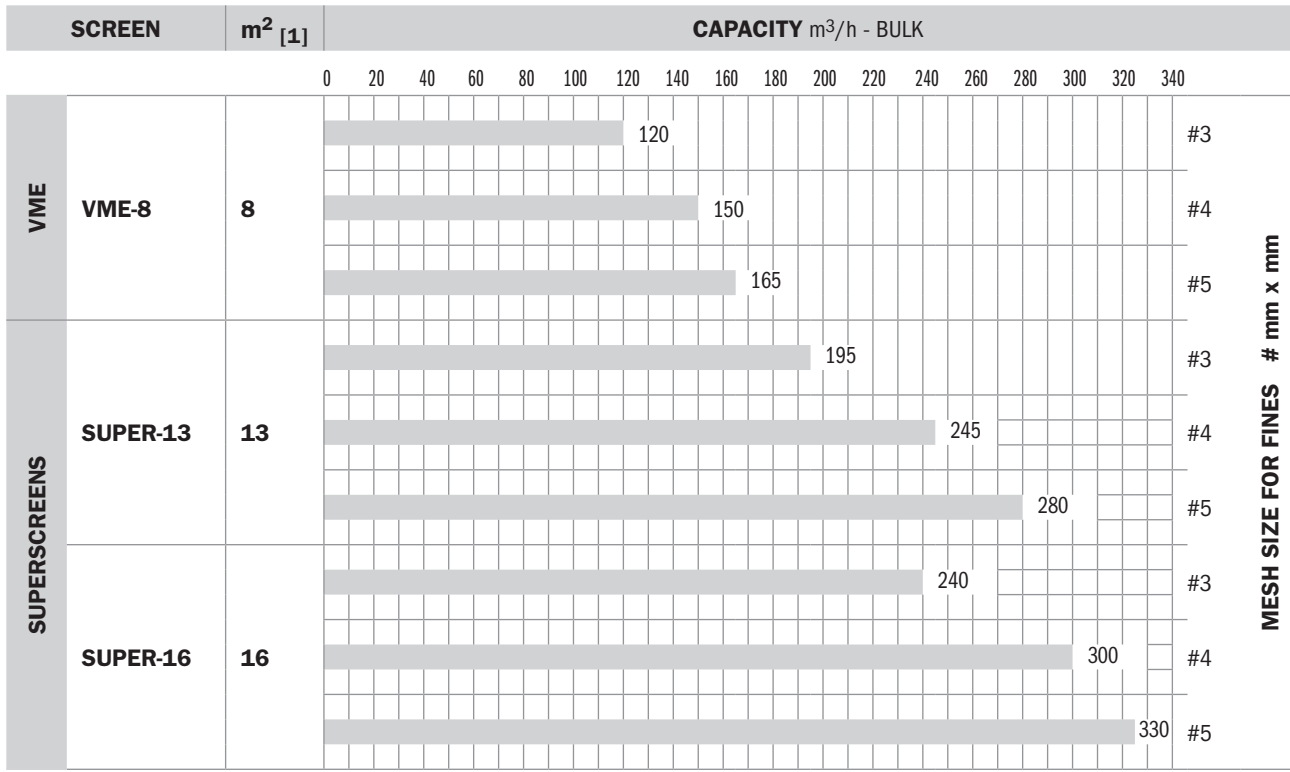 SCREEN m² [1] CAPACITY m³/h - BULK
0 20 40 60 80 100 120 140 160 180 200 220 240 260 280 300 320 340
VME
VME-8 8
120 #3
150 #4
165 #5
SUPERSCREENS
SUPER-13 13
195 #3
245 #4
280 #5
SUPER-16 16
240 #3
300 #4
330 #5
MESH SIZE FOR FINES # mm x mm